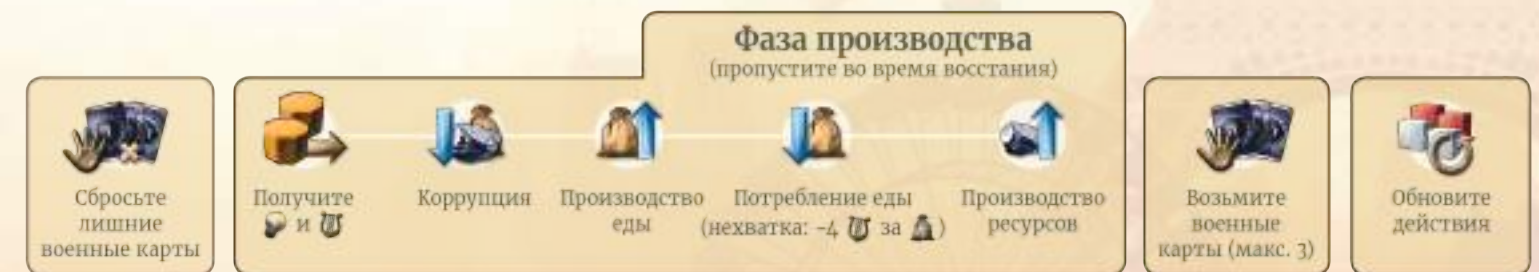 Фаза производства
(пропустите во время восстания)
Сбросьте
лишние
военные карты
Получите
и
Коррупция
Производство
еды
Потребление еды
(нехватка: -4 за )
Производство
ресурсов
Возьмите
военные
карты (макс. 3)
Обновите
действия